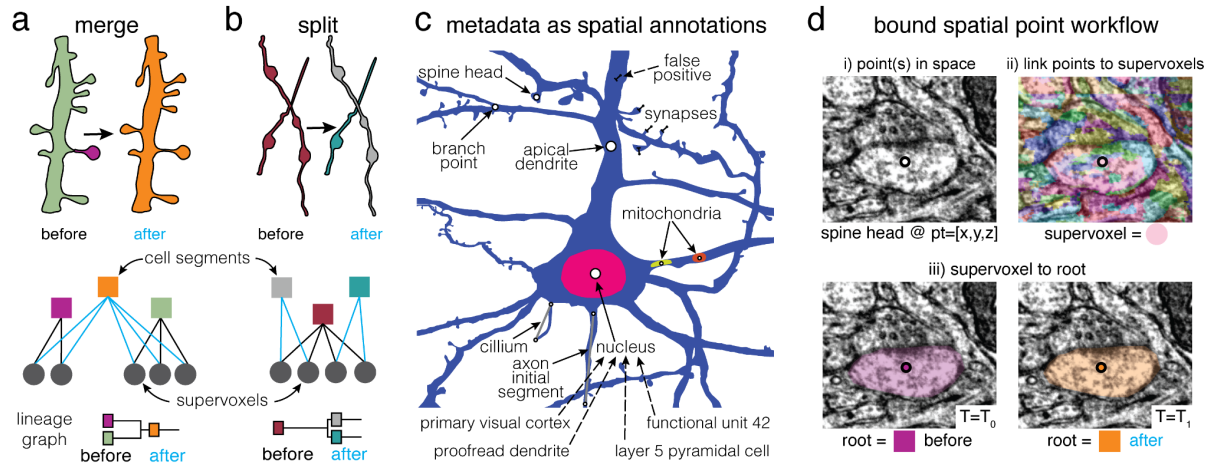 a
merge
before
after
b
split
before
after
cell segments
supervoxels
lineage
graph
before
after
before
after
c
metadata as spatial annotations
spine head
false
positive
synapses
branch
point
apical
dendrite
mitochondria
cillium
axon
initial
segment
nucleus
primary visual cortex
functional unit 42
proofread dendrite
layer 5 pyramidal cell
d
bound spatial point workflow
i) point(s) in space
ii) link points to supervoxels
spine head @ pt=[x,y,z]
supervoxel =
iii) supervoxel to root
T=T0
T=T1
root = before
root = after